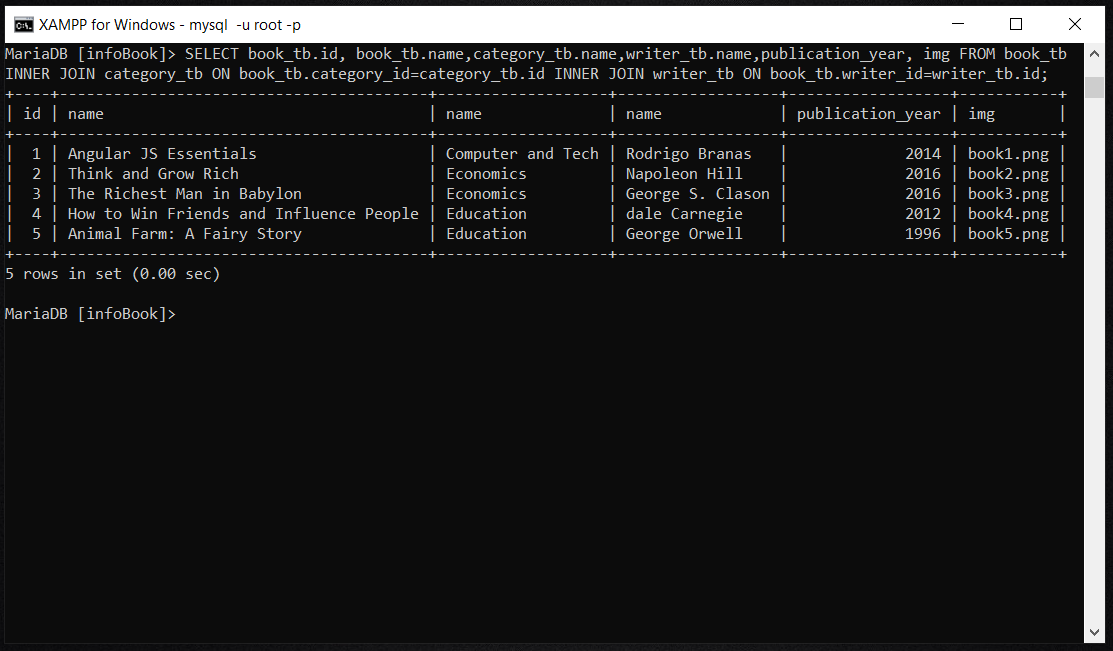 XAMPP for Windows - mysql  -u root -p
MariaDB [infoBook]> SELECT book_tb.id, book_tb.name,category_tb.name,writer_tb.name,publication_year, img FROM book_tb
INNER JOIN category_tb ON book_tb.category_id=category_tb.id INNER JOIN writer_tb ON book_tb.writer_id=writer_tb.id;
+----+-----------------------------------------+-------------------+------------------+------------------+-----------+
| id | name                                    | name              | name             | publication_year | img       |
+----+-----------------------------------------+-------------------+------------------+------------------+-----------+
|  1 | Angular JS Essentials                   | Computer and Tech | Rodrigo Branas   |             2014 | book1.png |
|  2 | Think and Grow Rich                     | Economics         | Napoleon Hill    |             2016 | book2.png |
|  3 | The Richest Man in Babylon              | Economics         | George S. Clason |             2016 | book3.png |
|  4 | How to Win Friends and Influence People | Education         | dale Carnegie    |             2012 | book4.png |
|  5 | Animal Farm: A Fairy Story              | Education         | George Orwell    |             1996 | book5.png |
+----+-----------------------------------------+-------------------+------------------+------------------+-----------+
5 rows in set (0.00 sec)
MariaDB [infoBook]>